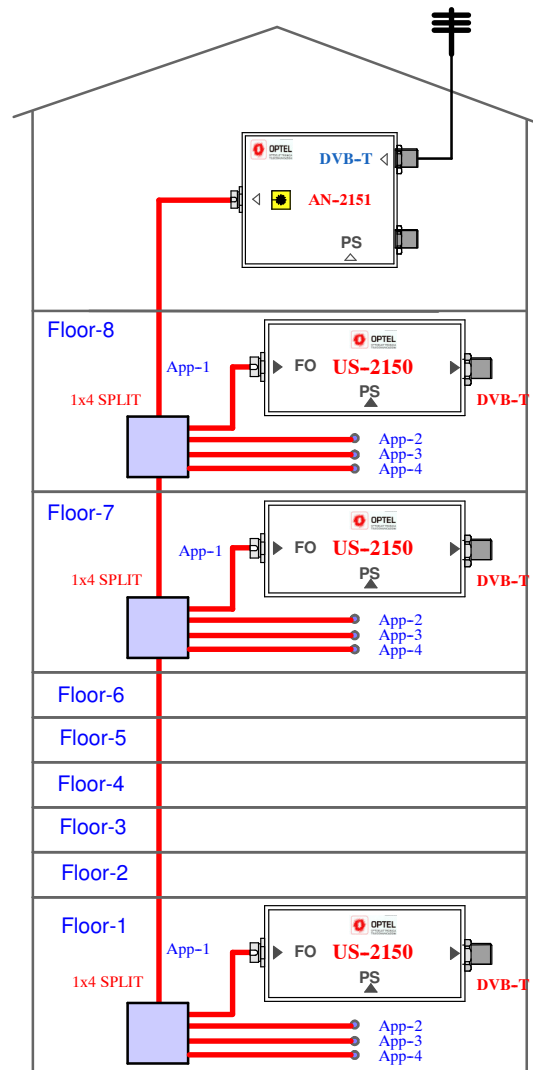 OPTEL
DVB-T
AN-2151
PS
Floor-8
OPTEL
App-1
FO
US-2150
PS
1x4 SPLIT
DVB-T
App-2
App-3
App-4
Floor-7
OPTEL
App-1
FO
US-2150
PS
1x4 SPLIT
DVB-T
App-2
App-3
App-4
Floor-6
Floor-5
Floor-4
Floor-3
Floor-2
Floor-1
OPTEL
App-1
FO
US-2150
PS
1x4 SPLIT
DVB-T
App-2
App-3
App-4